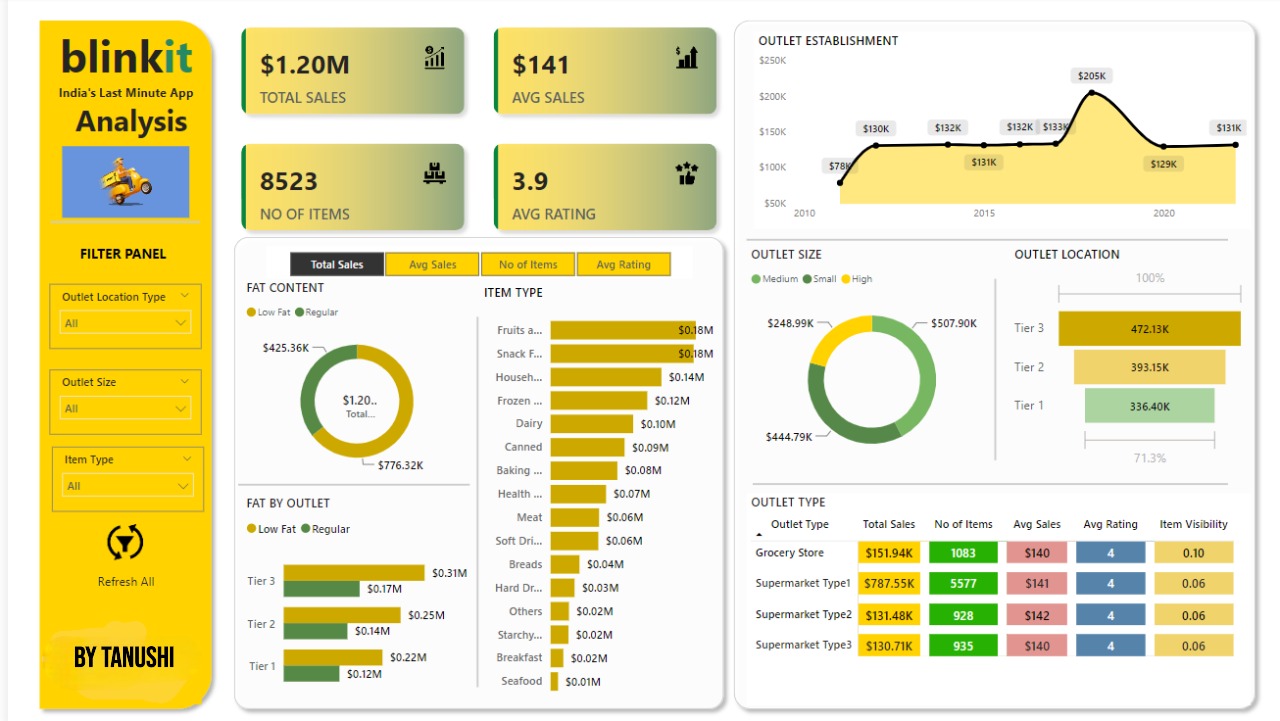 blinkit
India's Last Minute App
Analysis
FILTER PANEL
Outlet Location Type
All
Outlet Size
All
Item Type
All
Refresh All
BY TANUSHI
$1.20M
TOTAL SALES
$141
AVG SALES
8523
NO OF ITEMS
3.9
AVG RATING
Total Sales Avg Sales No of Items Avg Rating
FAT CONTENT
Low Fat Regular
$425.36K
$1.20..
Total...
$776.32K
FAT BY OUTLET
Low Fat Regular
Tier 3 $0.31M
$0.17M
Tier 2 $0.25M
$0.14M
Tier 1 $0.22M
$0.12M
ITEM TYPE
Fruits a... $0.18M
Snack F... $0.18M
Househ... $0.14M
Frozen ... $0.12M
Dairy $0.10M
Canned $0.09M
Baking ... $0.08M
Health ... $0.07M
Meat $0.06M
Soft Dri... $0.06M
Breads $0.04M
Hard Dr... $0.03M
Others $0.02M
Starchy... $0.02M
Breakfast $0.02M
Seafood $0.01M
OUTLET ESTABLISHMENT
$250K
$200K
$150K
$100K
$50K
$78K $130K $132K $131K $132K $133K $205K $129K $131K
2010 2015 2020
OUTLET SIZE
Medium Small High
$248.99K
$507.90K
$444.79K
OUTLET LOCATION
100%
Tier 3 472.13K
Tier 2 393.15K
Tier 1 336.40K
71.3%
OUTLET TYPE
Outlet Type Total Sales No of Items Avg Sales Avg Rating Item Visibility
Grocery Store $151.94K 1083 $140 4 0.10
Supermarket Type1 $787.55K 5577 $141 4 0.06
Supermarket Type2 $131.48K 928 $142 4 0.06
Supermarket Type3 $130.71K 935 $140 4 0.06